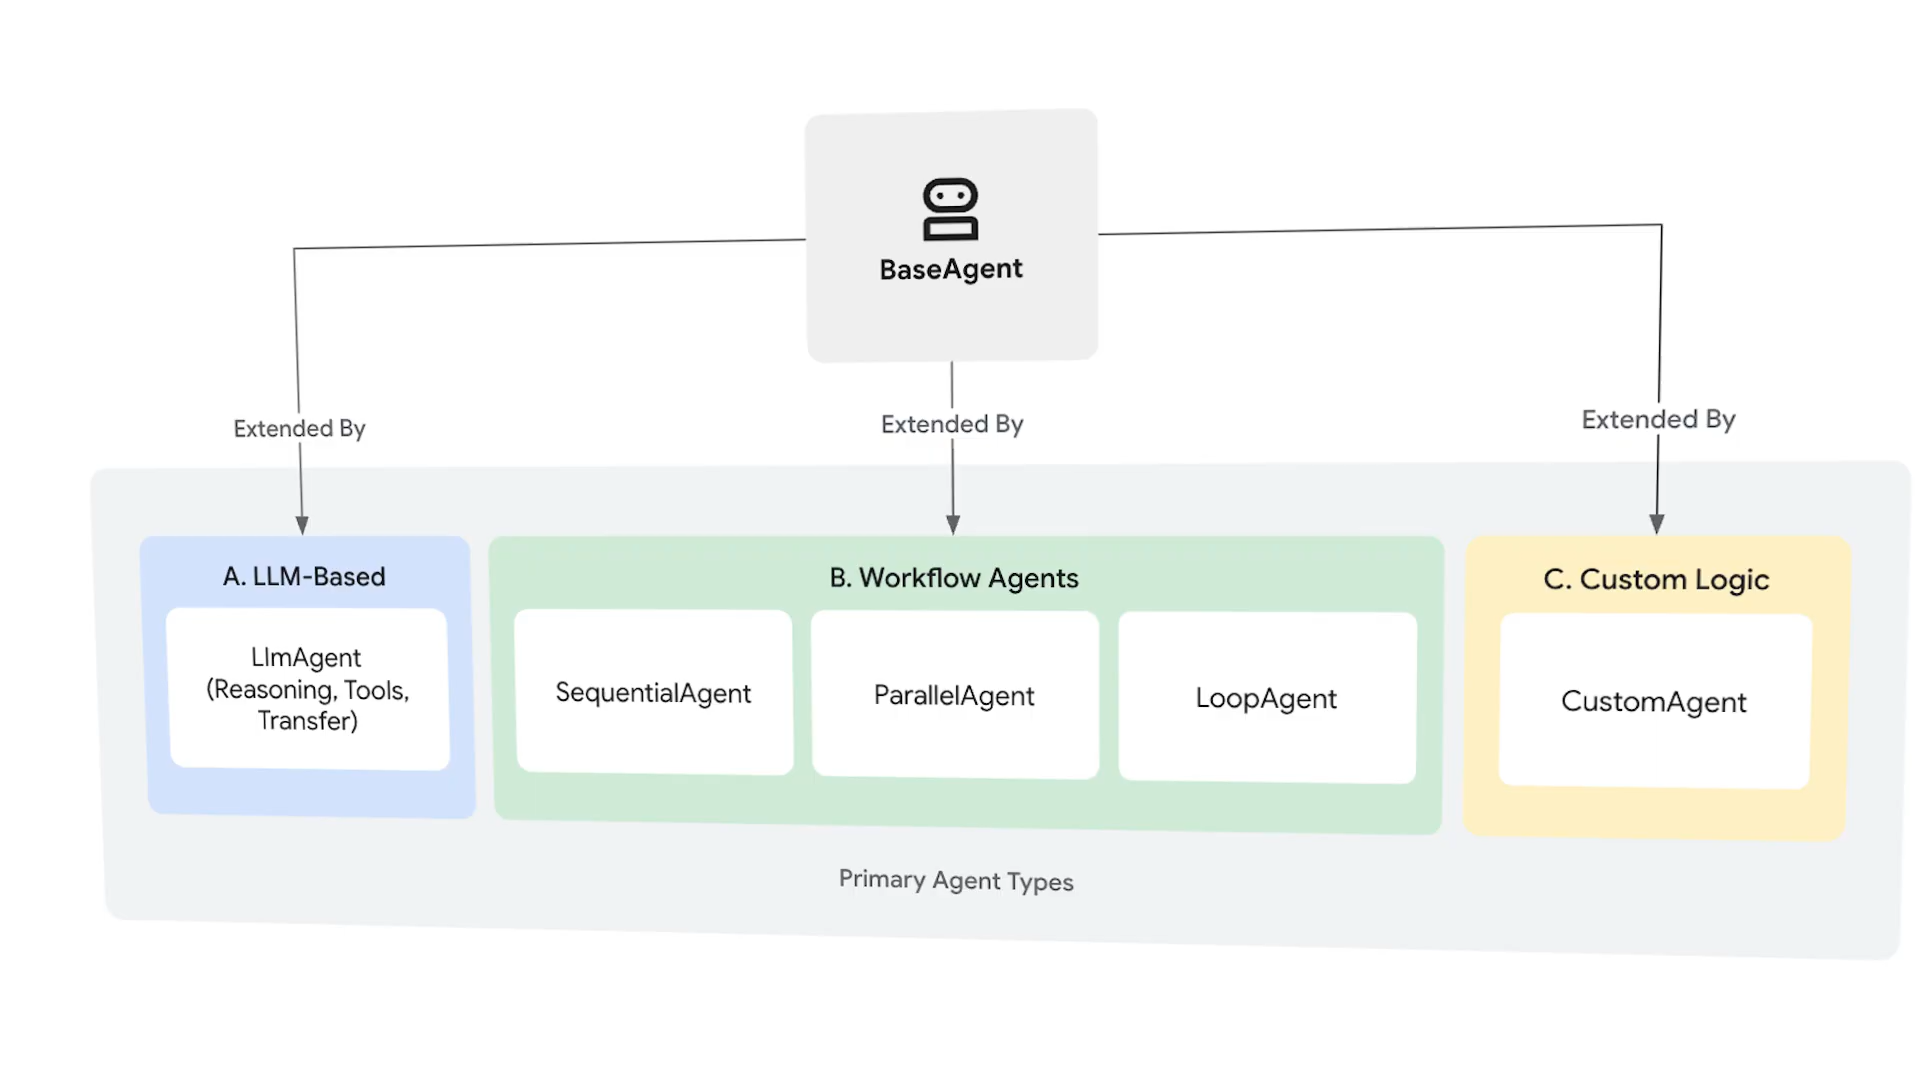 BaseAgent
Extended By
Extended By
Extended By
A. LLM-Based
LlmAgent
(Reasoning, Tools,
Transfer)
B. Workflow Agents
SequentialAgent
ParallelAgent
LoopAgent
C. Custom Logic
CustomAgent
Primary Agent Types